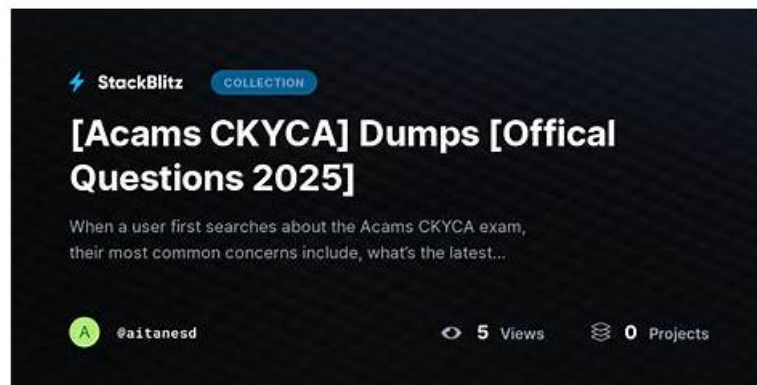 StackBlitz COLLECTION
[Acams CKYCA] Dumps [Offical
Questions 2025]
When a user first searches about the Acams CKYCA exam,
their most common concerns include, what's the latest...
A @aitanesd 5 Views 0 Projects